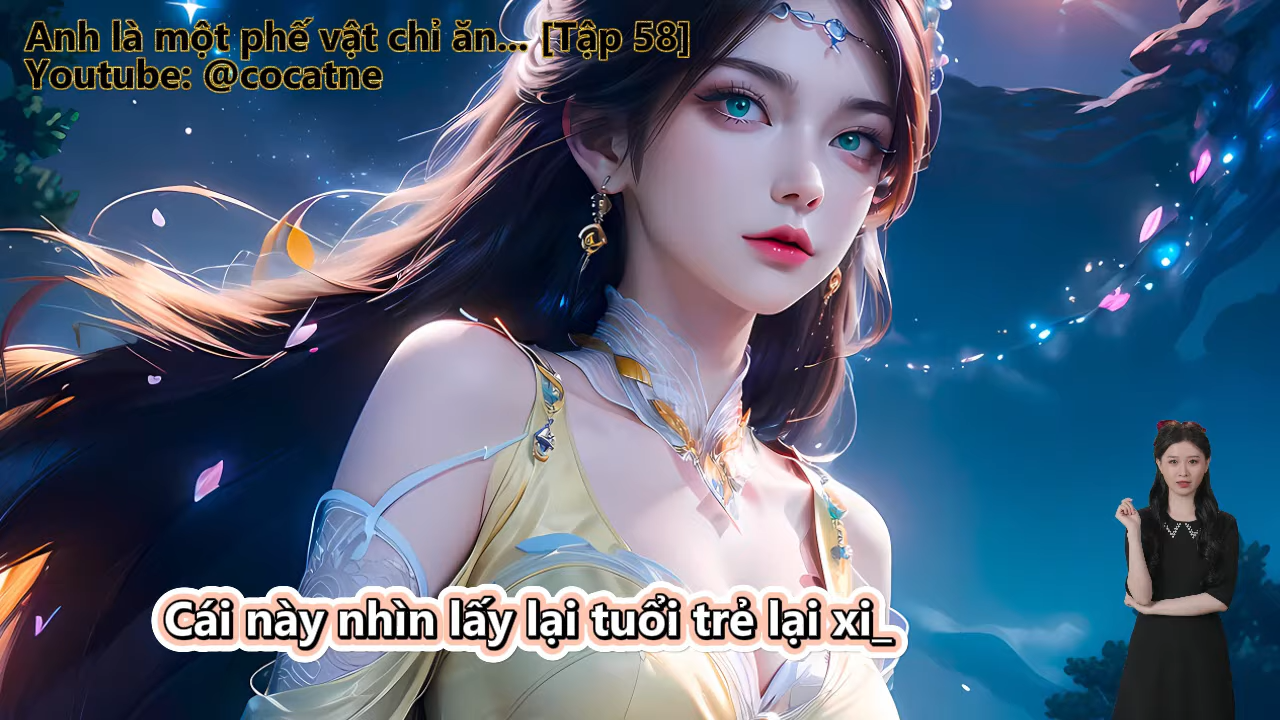 Anh là một phế vật chỉ ăn... [Tập 58]
Youtube: @cocatne
Cái này nhìn lấy lại tuổi trẻ lại xi_